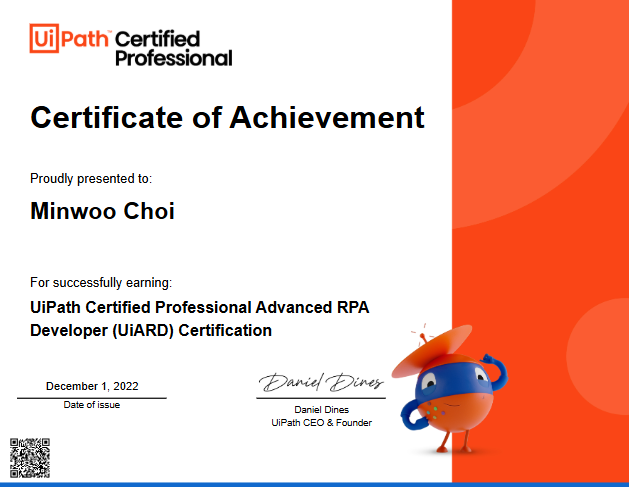 UiPath™ Certified
Professional
Certificate of Achievement
Proudly presented to:
Minwoo Choi
For successfully earning:
UiPath Certified Professional Advanced RPA
Developer (UiARD) Certification
December 1, 2022
Date of issue
Daniel Dines
Daniel Dines
UiPath CEO & Founder